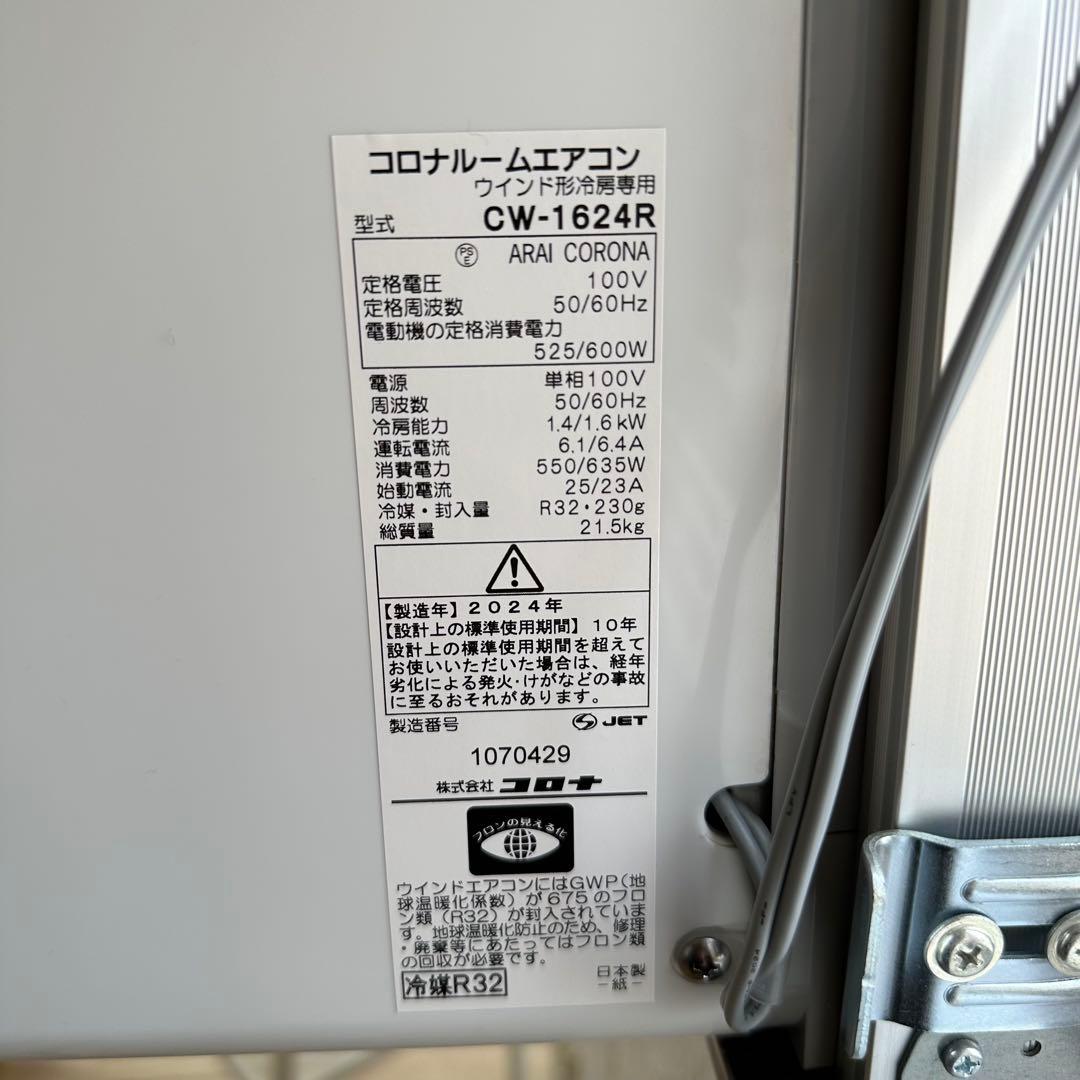 コロナルームエアコン
ウインド形冷房専用
型式 CW-1624R
PSE ARAI CORONA
定格電圧 100V
定格周波数 50/60Hz
電動機の定格消費電力
525/600W
電源 単相100V
周波数 50/60Hz
冷房能力 1.4/1.6kW
運転電流 6.1/6.4A
消費電力 550/635W
始動電流 25/23A
冷媒・封入量 R32・230g
総質量 21.5kg
【製造年】2024年
【設計上の標準使用期間】10年
設計上の標準使用期間を超えて
お使いいただいた場合は、経年
劣化による発火・けがなどの事故
に至るおそれがあります。
製造番号 JET
1070429
株式会社 コロナ
フロンの見える化
ウインドエアコンにはGWP(地
球温暖化係数)が675のフロ
ン類(R32)が封入されていま
す。地球温暖化防止のため、修理
・廃棄等にあたってはフロン類
の回収が必要です。
冷媒R32 日本製
-紙-